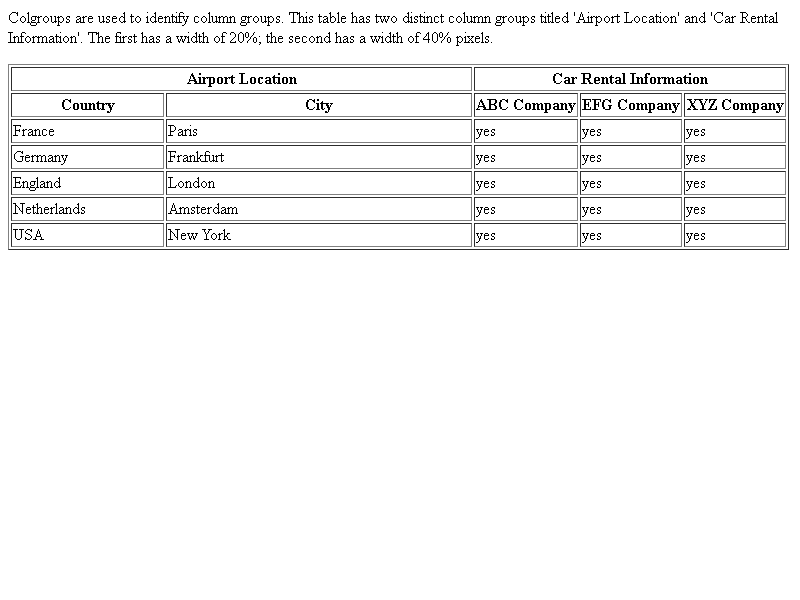 Colgroups are used to identify column groups. This table has two distinct column groups titled 'Airport Location' and 'Car Rental
Information'. The first has a width of 20%; the second has a width of 40% pixels.
Airport Location Car Rental Information
Country City ABC Company EFG Company XYZ Company
France Paris yes yes yes
Germany Frankfurt yes yes yes
England London yes yes yes
Netherlands Amsterdam yes yes yes
USA New York yes yes yes